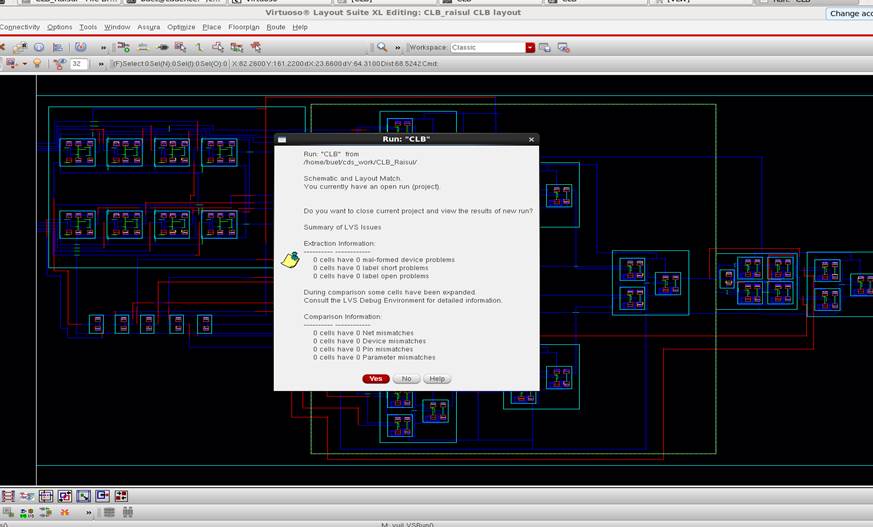 Virtuoso® Layout Suite XL Editing: CLB_raisul CLB layout
Change acc
Connectivity Options Tools Window Assura Optimize Place Floorplan Route Help
Workspace: Classic
32 (F)Select:0 Sel(N):0 Sel(I):0 Sel(O):0 X:82.2600 Y:161.2200 dX:23.6600 dY:64.3100 Dist:68.5242 Cmd:
Run: "CLB"
Run: "CLB" from
/home/buet/cds_work/CLB_Raisul/
Schematic and Layout Match.
You currently have an open run (project).
Do you want to close current project and view the results of new run?
Summary of LVS Issues
Extraction Information:
0 cells have 0 mal-formed device problems
0 cells have 0 label short problems
0 cells have 0 label open problems
During comparison some cells have been expanded.
Consult the LVS Debug Environment for detailed information.
Comparison Information:
0 cells have 0 Net mismatches
0 cells have 0 Device mismatches
0 cells have 0 Pin mismatches
0 cells have 0 Parameter mismatches
Yes No Help